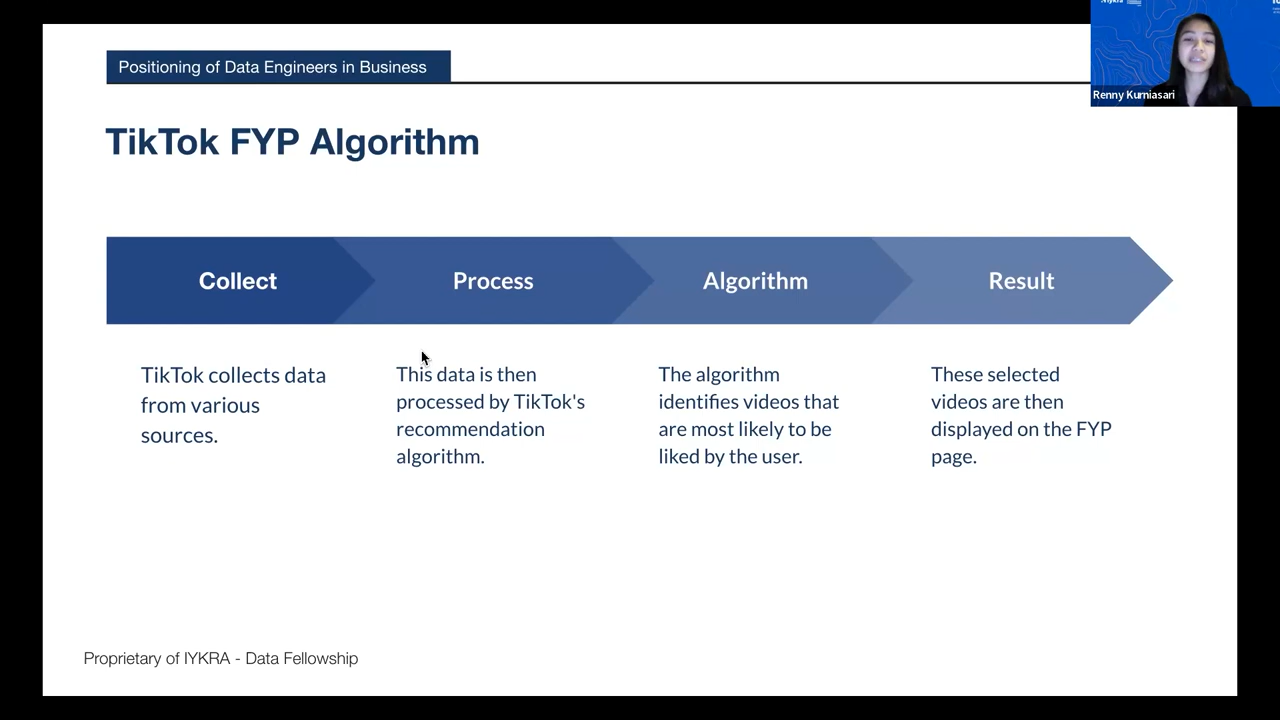 Positioning of Data Engineers in Business
Renny Kurniasari
TikTok FYP Algorithm
Collect
Process
Algorithm
Result
TikTok collects data
from various
sources.
This data is then
processed by TikTok's
recommendation
algorithm.
The algorithm
identifies videos that
are most likely to be
liked by the user.
These selected
videos are then
displayed on the FYP
page.
Proprietary of IYKRA - Data Fellowship